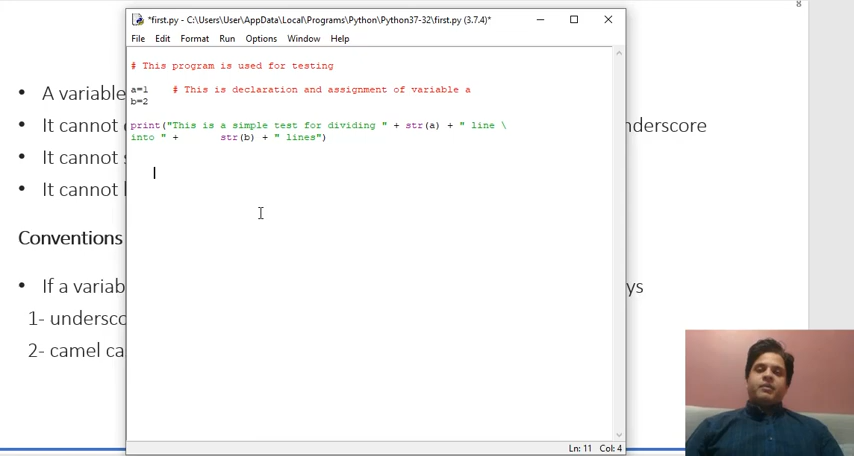 8
*first.py - C:\Users\User\AppData\Local\Programs\Python\Python37-32\first.py (3.7.4)*
File Edit Format Run Options Window Help
# This program is used for testing
• A variable
a=1 # This is declaration and assignment of variable a
b=2
• It cannot
print("This is a simple test for dividing " + str(a) + " line \
nderscore
into " + str(b) + " lines")
• It cannot s
• It cannot
Conventions
• If a variab
ys
1- undersco
2- camel ca
Ln: 11 Col: 4